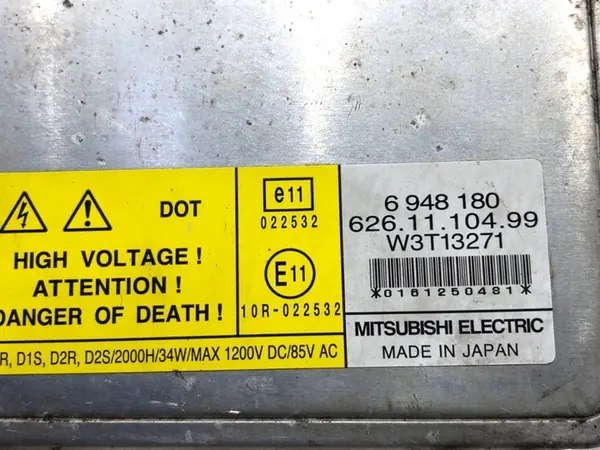 DOT
HIGH VOLTAGE !
ATTENTION !
DANGER OF DEATH !
R, D1S, D2R, D2S/2000H/34W/MAX 1200V DC/85V AC
e11
022532
E11
10R-022532
6 948 180
626.11.104.99
W3T13271
*0161250481*
MITSUBISHI ELECTRIC
MADE IN JAPAN